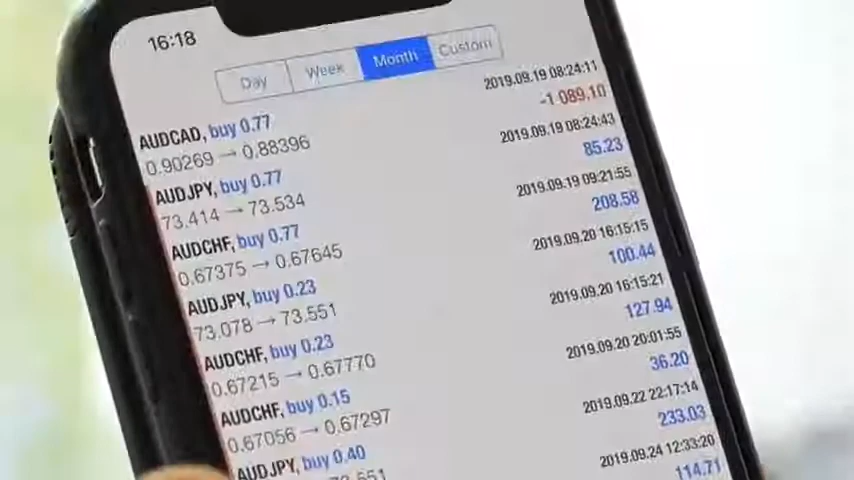 16:18
Day Week Month Custom
2019.09.19 08:24:11
AUDCAD, buy 0.77 -1 089.10
0.90269 → 0.88396 2019.09.19 08:24:43
AUDJPY, buy 0.77 85.23
73.414 → 73.534 2019.09.19 09:21:55
AUDCHF, buy 0.77 208.58
0.67375 → 0.67645 2019.09.20 16:15:15
AUDJPY, buy 0.23 100.44
73.078 → 73.551 2019.09.20 16:15:21
AUDCHF, buy 0.23 127.94
0.67215 → 0.67770 2019.09.20 20:01:55
AUDCHF, buy 0.15 36.20
0.67056 → 0.67297 2019.09.22 22:17:14
AUDJPY, buy 0.40 233.03
2019.09.24 12:33:20
114.71